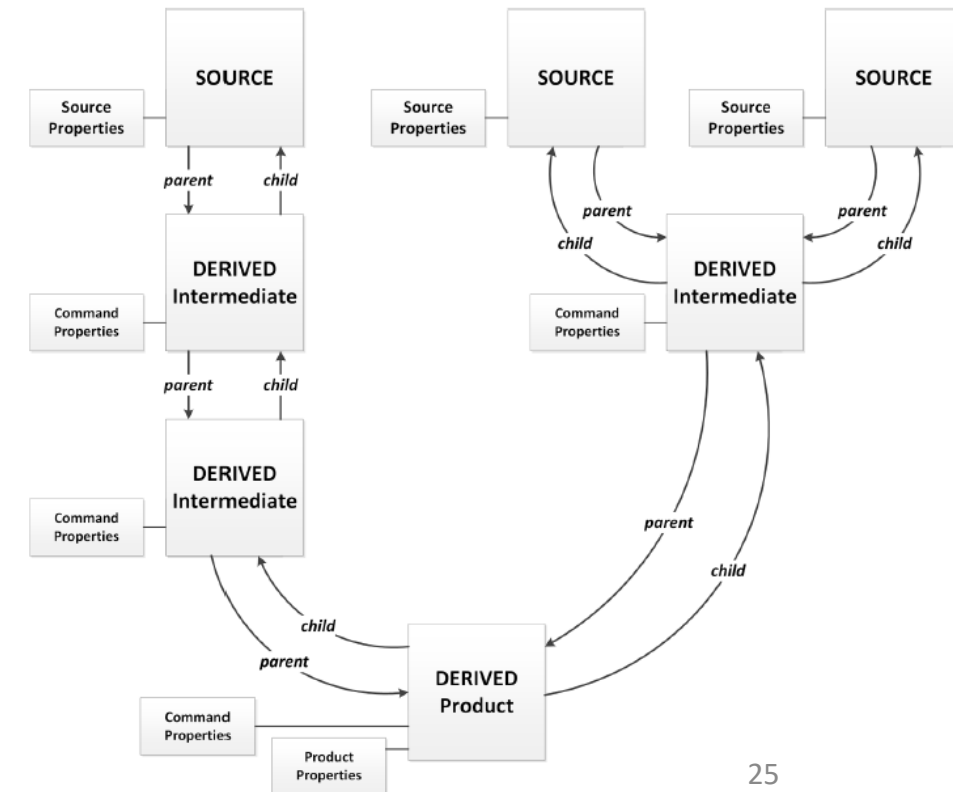 SOURCE
SOURCE
SOURCE
Source
Properties
Source
Properties
Source
Properties
parent
child
parent
parent
child
child
DERIVED
Intermediate
DERIVED
Intermediate
Command
Properties
Command
Properties
parent
child
DERIVED
Intermediate
Command
Properties
parent
child
child
parent
DERIVED
Product
Command
Properties
Product
Properties
25